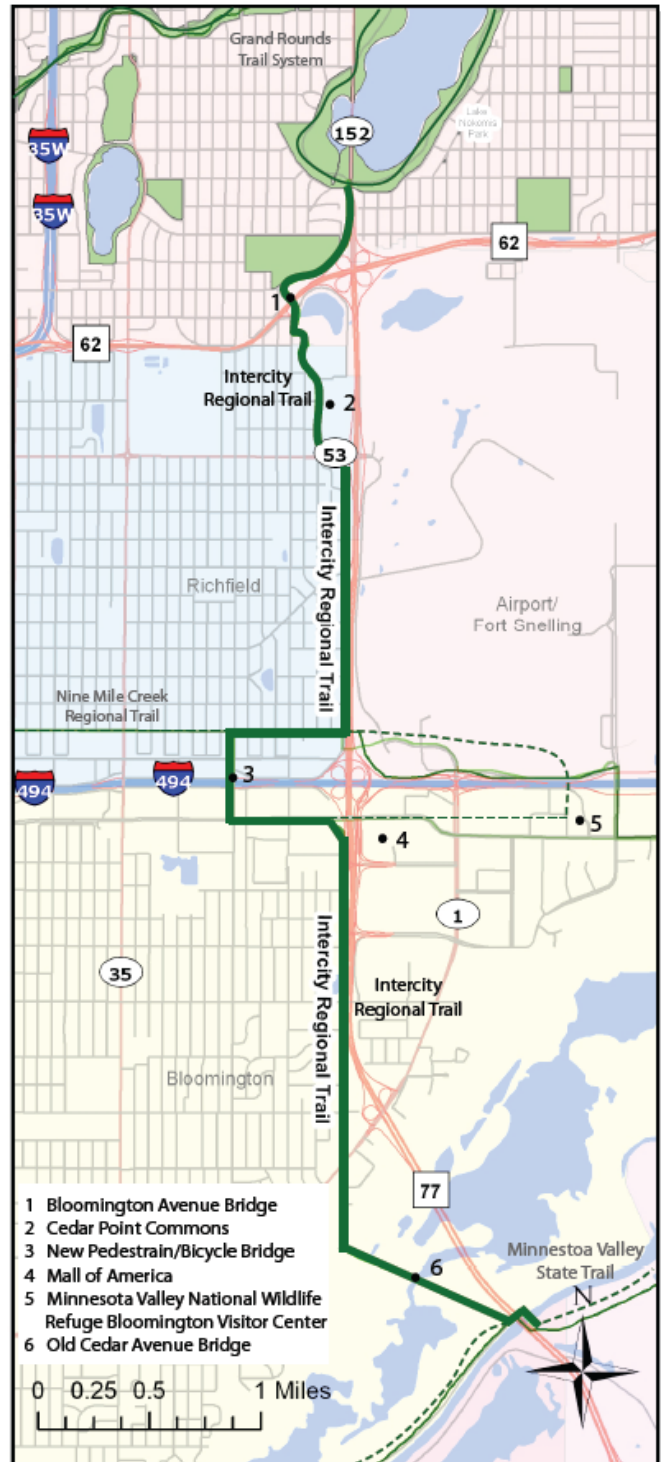 Grand Rounds
Trail System
152
Lake
Nokomis
Park
35W
35W
62
1
62
Intercity
Regional Trail
2
53
Intercity Regional Trail
Richfield
Airport/
Fort Snelling
Nine Mile Creek
Regional Trail
494
494
3
5
4
1
Intercity Regional Trail
35
Intercity
Regional Trail
Bloomington
77
1 Bloomington Avenue Bridge
2 Cedar Point Commons
3 New Pedestrain/Bicycle Bridge
4 Mall of America
5 Minnesota Valley National Wildlife
Refuge Bloomington Visitor Center
6 Old Cedar Avenue Bridge
Minnestoa Valley
State Trail
6
N
0 0.25 0.5 1 Miles